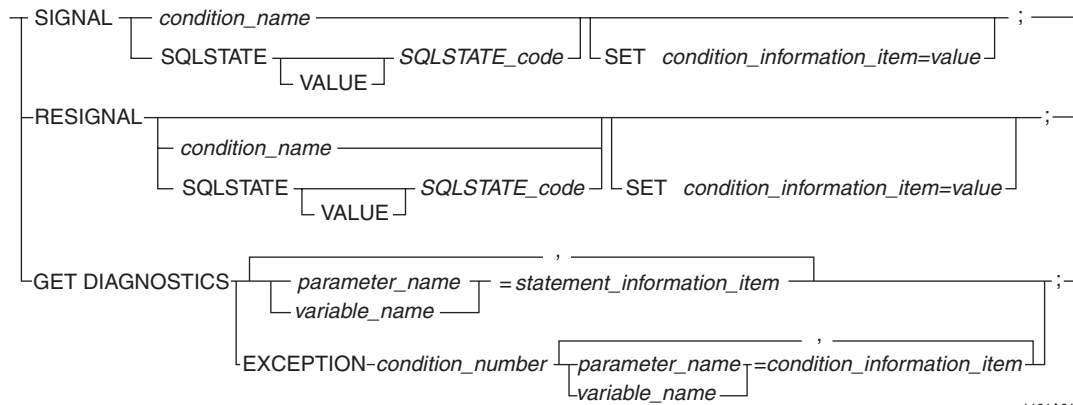 SIGNAL condition_name ;
SQLSTATE SQLSTATE_code SET condition_information_item=value
VALUE
RESIGNAL ;
condition_name
SQLSTATE SQLSTATE_code SET condition_information_item=value
VALUE
,
GET DIAGNOSTICS parameter_name =statement_information_item ;
variable_name
,
EXCEPTION condition_number parameter_name =condition_information_item
variable_name